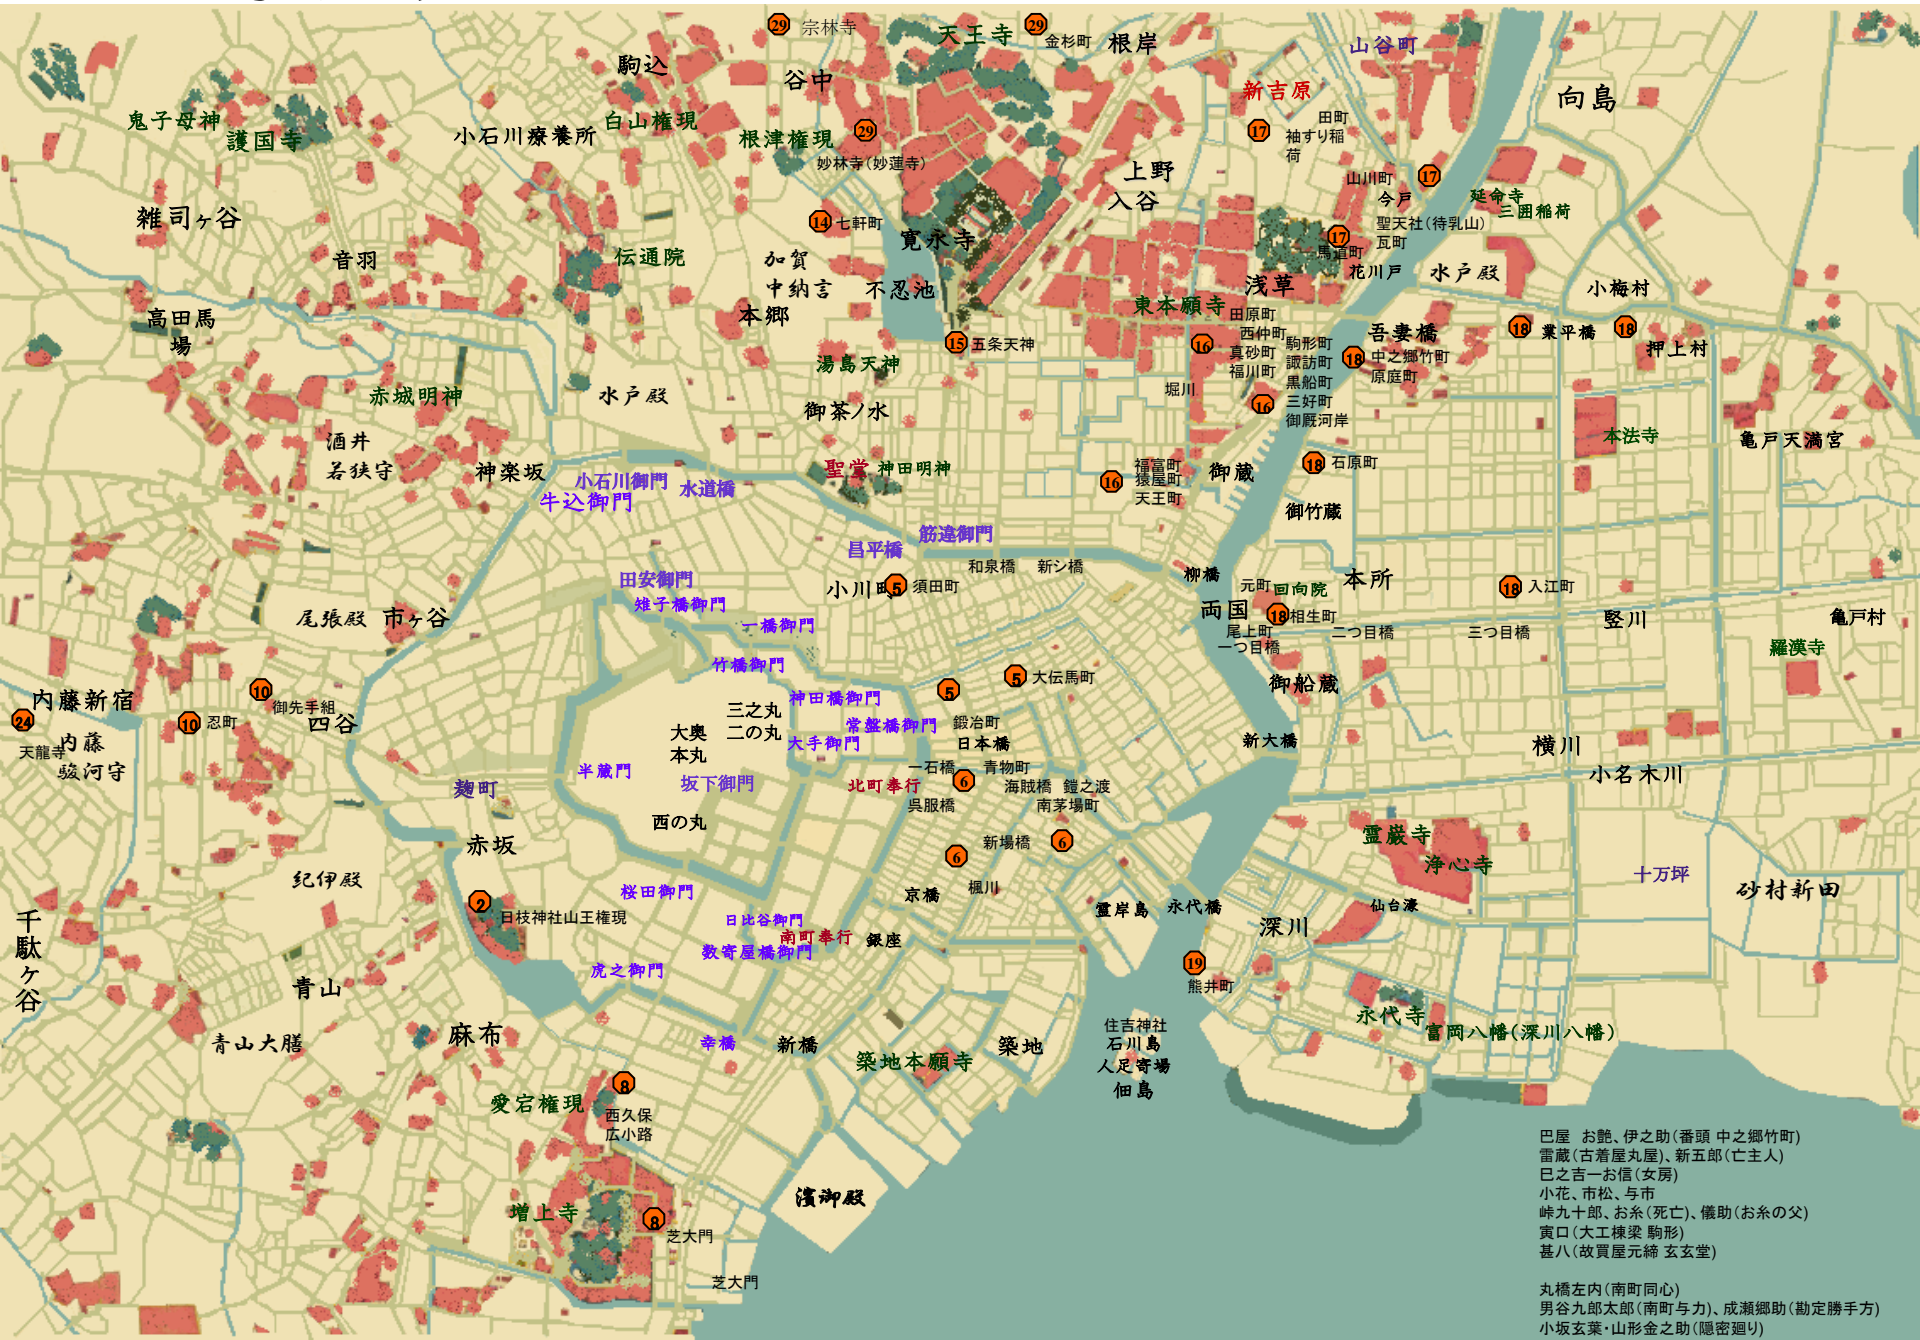 29 宗林寺
天王寺
29
金杉町
根岸
山谷町
駒込
谷中
新吉原
向島
鬼子母神
護国寺
小石川療養所
白山権現
根津権現
29
妙林寺(妙蓮寺)
田町
17 袖すり稲
荷
上野
入谷
山川町
17
今戸
延命寺
三囲稲荷
雑司ヶ谷
14 七軒町
寛永寺
聖天社(待乳山)
瓦町
17
馬道町
花川戸
水戸殿
音羽
伝通院
加賀
中納言
不忍池
本郷
浅草
小梅村
東本願寺
高田馬
場
田原町
西仲町
真砂町
福川町
16
駒形町
諏訪町
黒船町
三好町
御厩河岸
16
吾妻橋
18 中之郷竹町
原庭町
18 業平橋
18
押上村
15 五条天神
湯島天神
赤城明神
水戸殿
堀川
御茶ノ水
酒井
若狭守
神楽坂
本法寺
亀戸天満宮
聖堂
神田明神
小石川御門
水道橋
牛込御門
福富町
16 猿屋町
天王町
御蔵
18 石原町
御竹蔵
昌平橋
筋違御門
和泉橋
新シ橋
柳橋
田安御門
小川町
5 須田町
元町
回向院
本所
18 入江町
雉子橋御門
一橋御門
両国
18 相生町
尾上町
一つ目橋
二つ目橋
三つ目橋
竪川
亀戸村
尾張殿
市ヶ谷
竹橋御門
羅漢寺
内藤新宿
10
御先手組
神田橋御門
5
5 大伝馬町
御船蔵
24
天龍寺
内藤
駿河守
10 忍町
四谷
三之丸
二の丸
大奥
本丸
常盤橋御門
大手御門
鍛冶町
日本橋
新大橋
横川
小名木川
半蔵門
坂下御門
北町奉行
一石橋
6
青物町
海賊橋
鎧之渡
呉服橋
南茅場町
麹町
西の丸
赤坂
新場橋
6
6
楓川
霊巌寺
浄心寺
十万坪
砂村新田
紀伊殿
桜田御門
京橋
霊岸島
永代橋
仙台濠
2
日枝神社山王権現
日比谷御門
南町奉行
数寄屋橋御門
銀座
深川
千駄ヶ谷
虎之御門
19
熊井町
青山
永代寺
富岡八幡(深川八幡)
青山大膳
麻布
幸橋
新橋
築地本願寺
築地
住吉神社
石川島
人足寄場
佃島
愛宕権現
8
西久保
広小路
濱御殿
増上寺
8
芝大門
芝大門
巴屋 お艶、伊之助(番頭 中之郷竹町)
雷蔵(古着屋丸屋)、新五郎(亡主人)
巳之吉一お信(女房)
小花、市松、与市
峠九十郎、お糸(死亡)、儀助(お糸の父)
寅口(大工棟梁 駒形)
甚八(故買屋元締 玄玄堂)
丸橋左内(南町同心)
男谷九郎太郎(南町与力)、成瀬郷助(勘定勝手方)
小坂玄葉・山形金之助(隠密廻り)